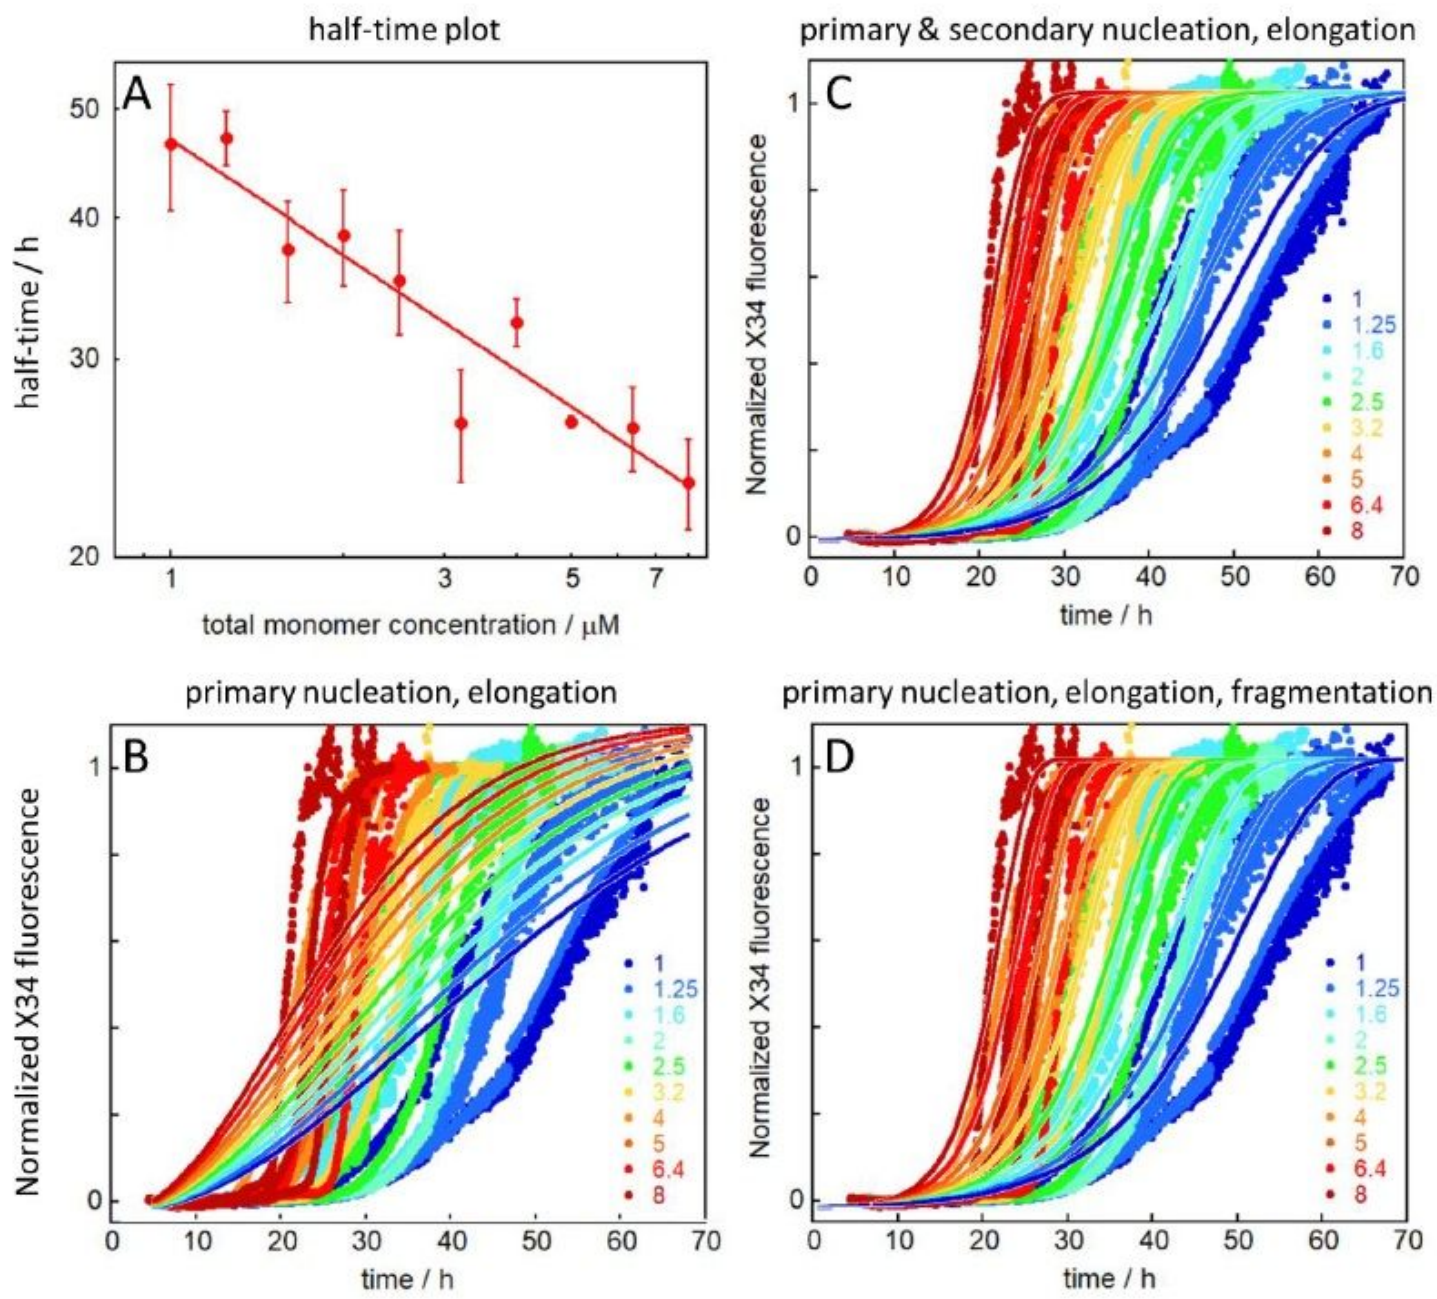 half-time plot
A
50
40
30
20
half-time / h
1 3 5 7
total monomer concentration / μM
primary & secondary nucleation, elongation
C
1
0
Normalized X34 fluorescence
1
1.25
1.6
2
2.5
3.2
4
5
6.4
8
0 10 20 30 40 50 60 70
time / h
primary nucleation, elongation
B
1
0
Normalized X34 fluorescence
1
1.25
1.6
2
2.5
3.2
4
5
6.4
8
0 10 20 30 40 50 60 70
time / h
primary nucleation, elongation, fragmentation
D
1
0
Normalized X34 fluorescence
1
1.25
1.6
2
2.5
3.2
4
5
6.4
8
0 10 20 30 40 50 60 70
time / h